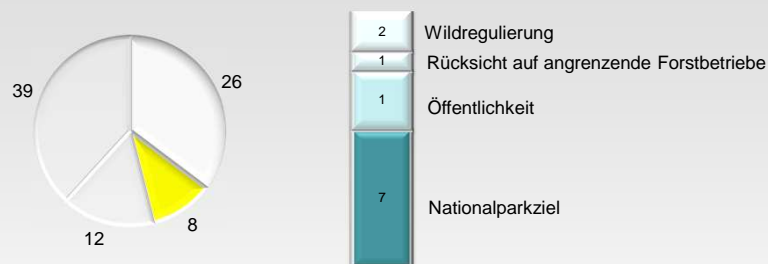 39
26
12
8
2
Wildregulierung
1
Rücksicht auf angrenzende Forstbetriebe
1
Öffentlichkeit
7
Nationalparkziel